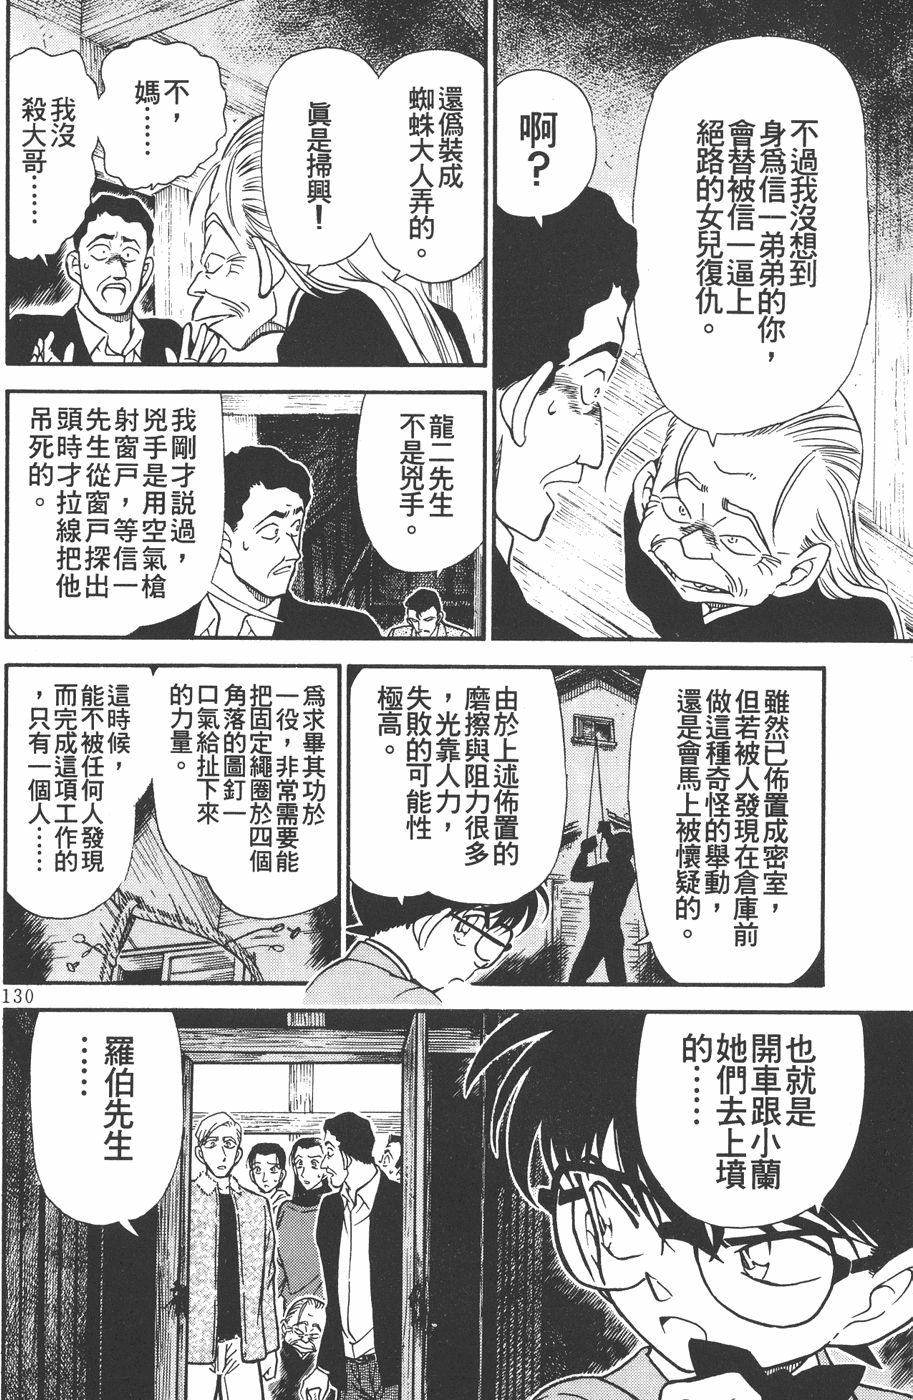 不過我沒想到
身爲信一弟弟的你，
會替被信一逼上
絕路的女兒復仇。
啊？
還僞裝成
蜘蛛大人弄的。
眞是掃興！
不，
媽……
我沒
殺大哥……
龍二先生
不是兇手。
我剛才説過，
兇手是用空氣槍
射窗戸，等信一
先生從窗戸探出
頭時才拉線把他
吊死的。
雖然已佈置成密室，
但若被人發現在倉庫前
做這種奇怪的舉動，
還是會馬上被懷疑的。
由於上述佈置的
磨擦與阻力很多
，光靠人力，
失敗的可能性
極高。
爲求畢其功於
一役，非常需要能
把固定繩圈於四個
角落的圖釘一
口氣給扯下來
的力量。
這時候，
能不被任何人發現
而完成這項工作的
，只有一個人……
130
也就是
開車跟小蘭
她們去上墳
的……
羅伯先生
……